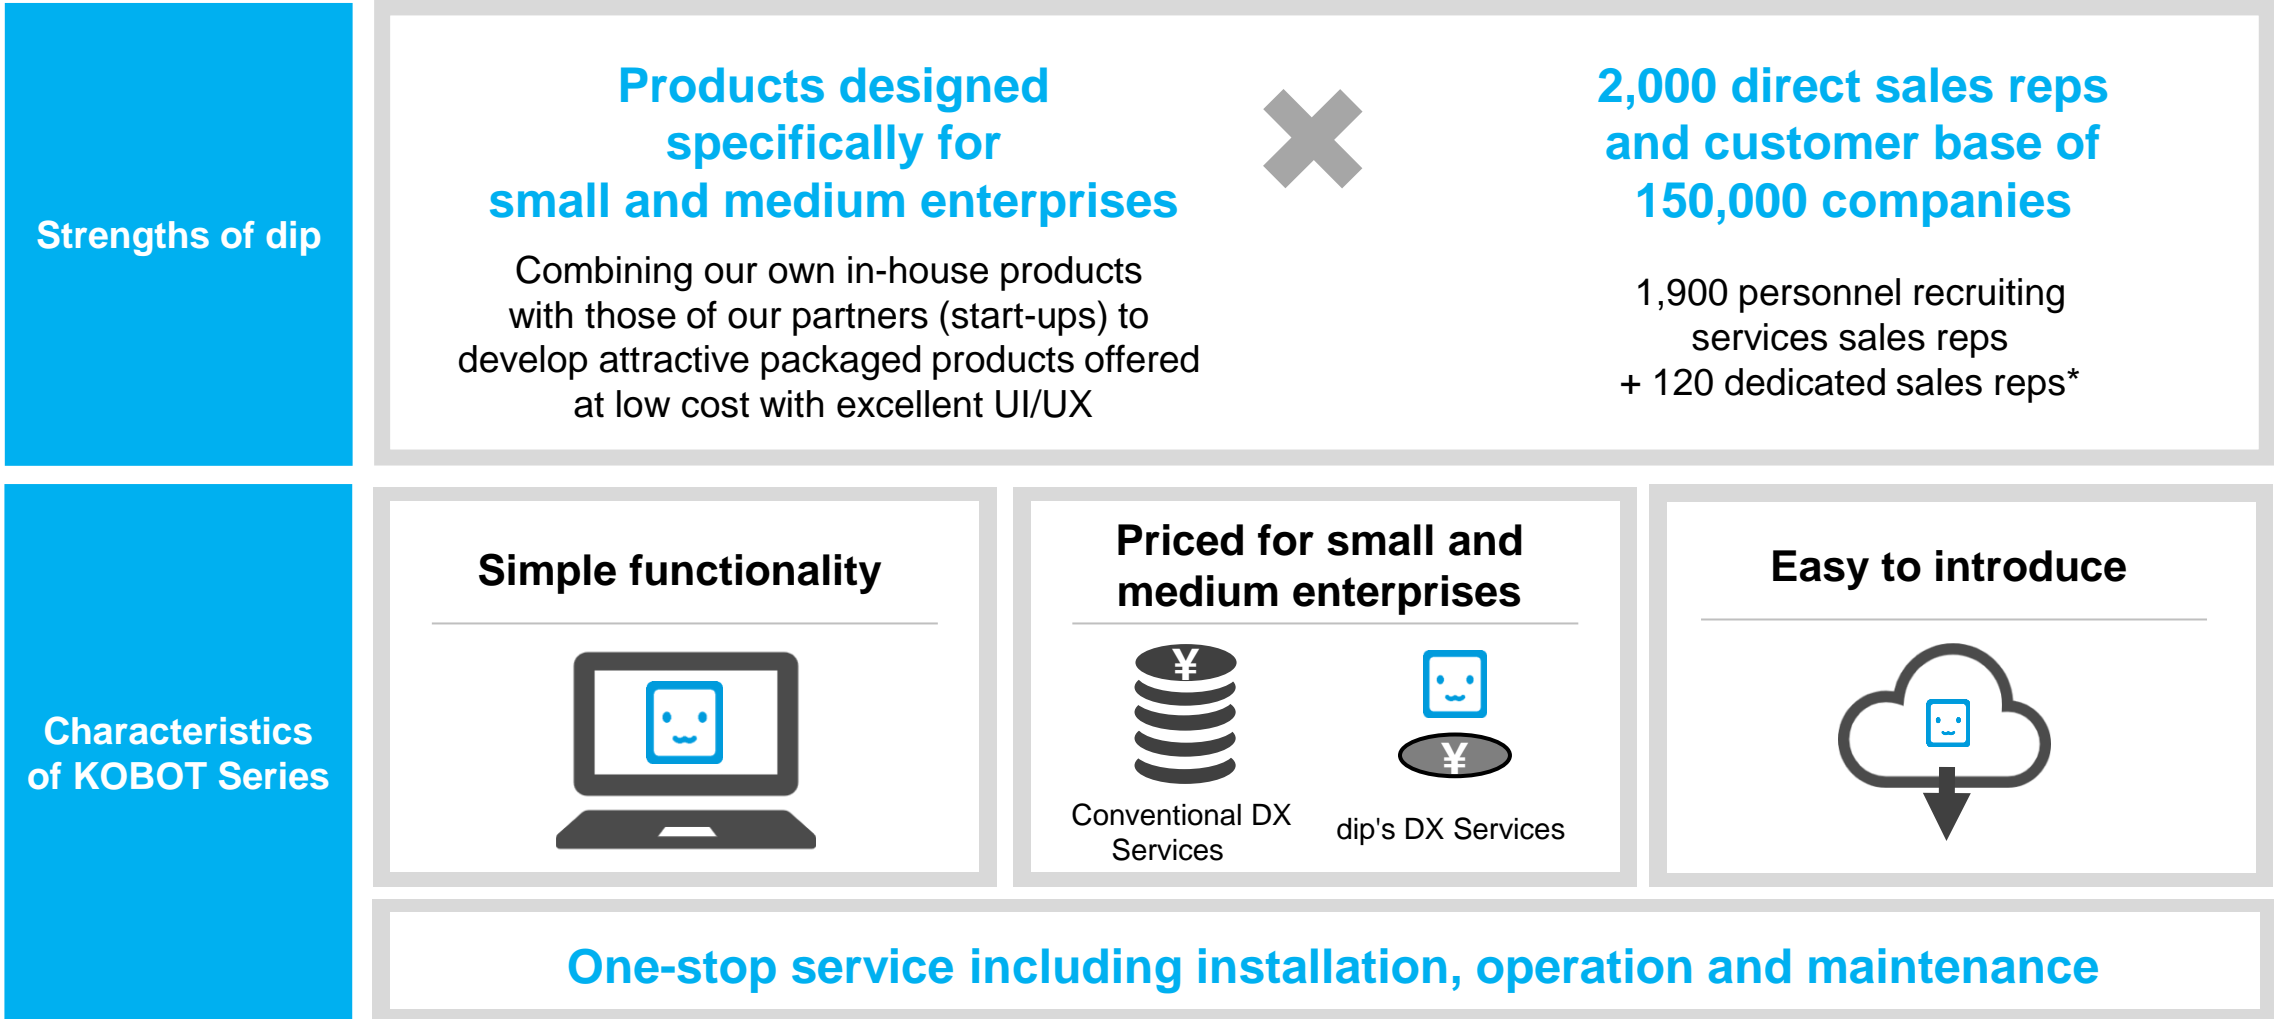 Strengths of dip
Products designed
specifically for
small and medium enterprises
Combining our own in-house products
with those of our partners (start-ups) to
develop attractive packaged products offered
at low cost with excellent UI/UX
2,000 direct sales reps
and customer base of
150,000 companies
1,900 personnel recruiting
services sales reps
+ 120 dedicated sales reps*
Characteristics
of KOBOT Series
Simple functionality
Priced for small and
medium enterprises
¥
Conventional DX
Services
¥
dip's DX Services
Easy to introduce
One-stop service including installation, operation and maintenance